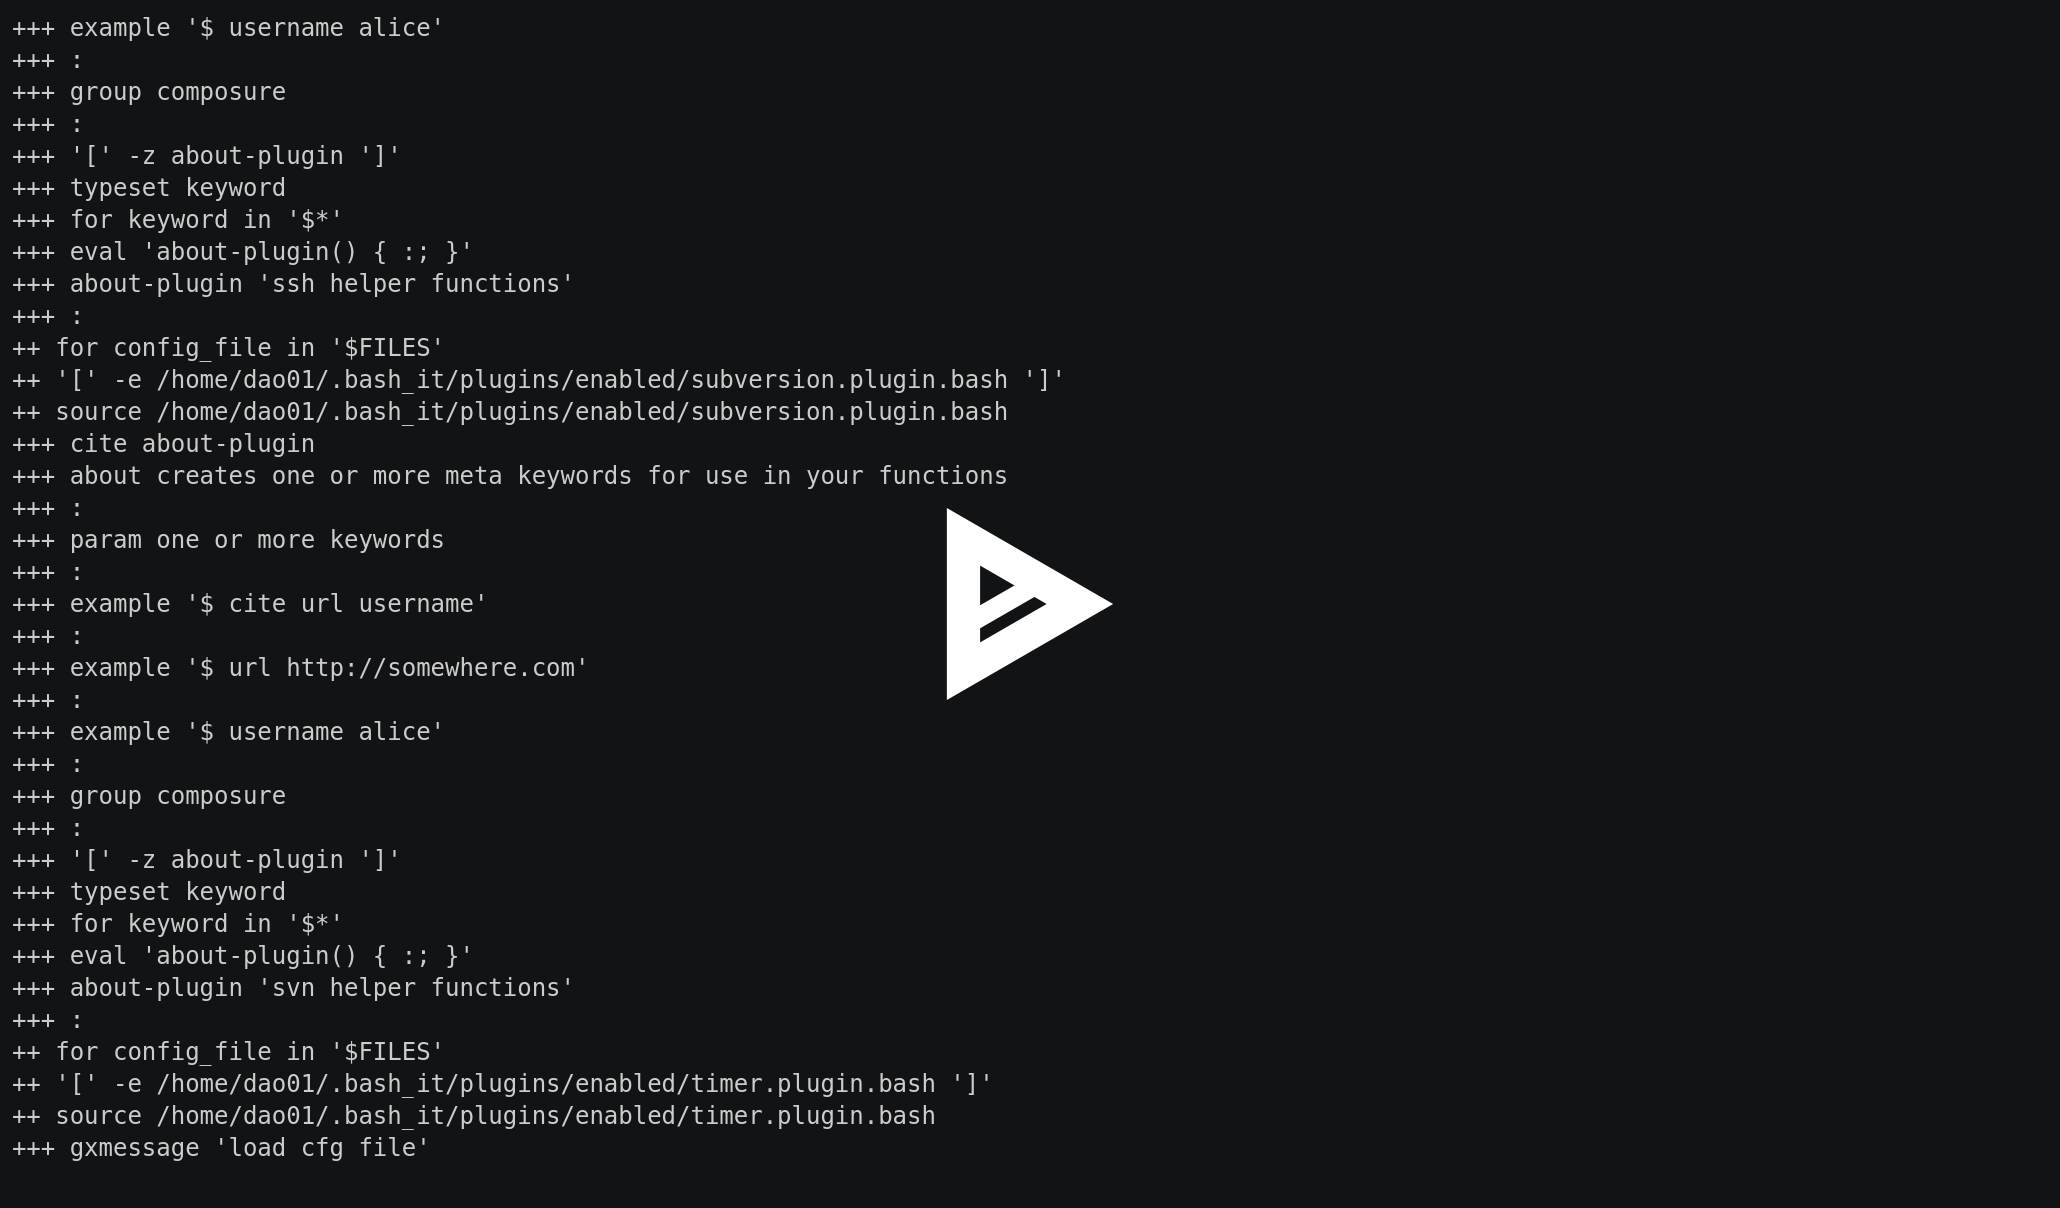 +++ example '$ username alice'
+++ :
+++ group composure
+++ :
+++ '[' -z about-plugin ']'
+++ typeset keyword
+++ for keyword in '$*'
+++ eval 'about-plugin() { :; }'
+++ about-plugin 'ssh helper functions'
+++ :
++ for config_file in '$FILES'
++ '[' -e /home/dao01/.bash_it/plugins/enabled/subversion.plugin.bash ']'
++ source /home/dao01/.bash_it/plugins/enabled/subversion.plugin.bash
+++ cite about-plugin
+++ about creates one or more meta keywords for use in your functions
+++ :
+++ param one or more keywords
+++ :
+++ example '$ cite url username'
+++ :
+++ example '$ url http://somewhere.com'
+++ :
+++ example '$ username alice'
+++ :
+++ group composure
+++ :
+++ '[' -z about-plugin ']'
+++ typeset keyword
+++ for keyword in '$*'
+++ eval 'about-plugin() { :; }'
+++ about-plugin 'svn helper functions'
+++ :
++ for config_file in '$FILES'
++ '[' -e /home/dao01/.bash_it/plugins/enabled/timer.plugin.bash ']'
++ source /home/dao01/.bash_it/plugins/enabled/timer.plugin.bash
+++ gxmessage 'load cfg file'